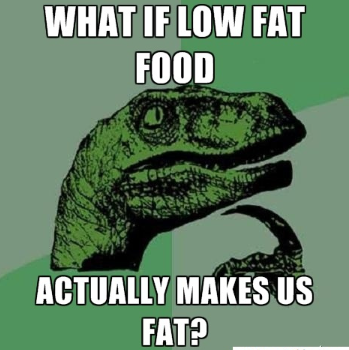 WHAT IF LOW FAT
FOOD
ACTUALLY MAKES US
FAT?